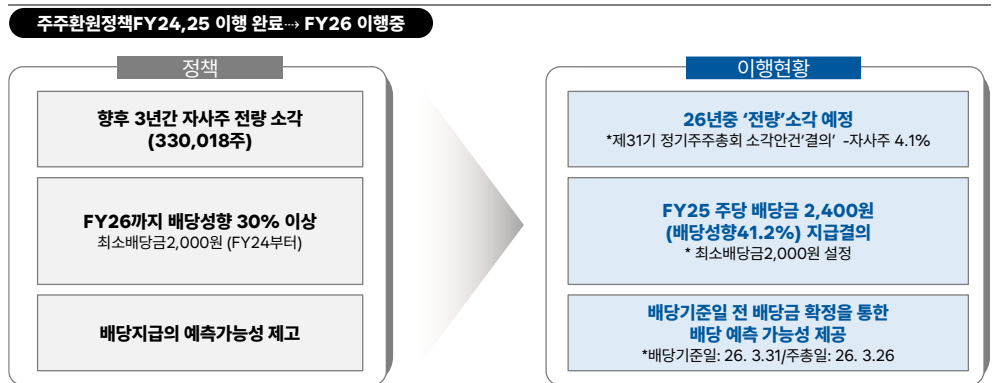 주주환원정책FY24,25 이행 완료⇢ FY26 이행중
정책
향후 3년간 자사주 전량 소각
(330,018주)
FY26까지 배당성향 30% 이상
최소배당금2,000원 (FY24부터)
배당지급의 예측가능성 제고
이행현황
26년중 ‘전량’소각 예정
*제31기 정기주주총회 소각안건‘결의’ -자사주 4.1%
FY25 주당 배당금 2,400원
(배당성향41.2%) 지급결의
* 최소배당금2,000원 설정
배당기준일 전 배당금 확정을 통한
배당 예측 가능성 제공
*배당기준일: 26. 3.31/주총일: 26. 3.26